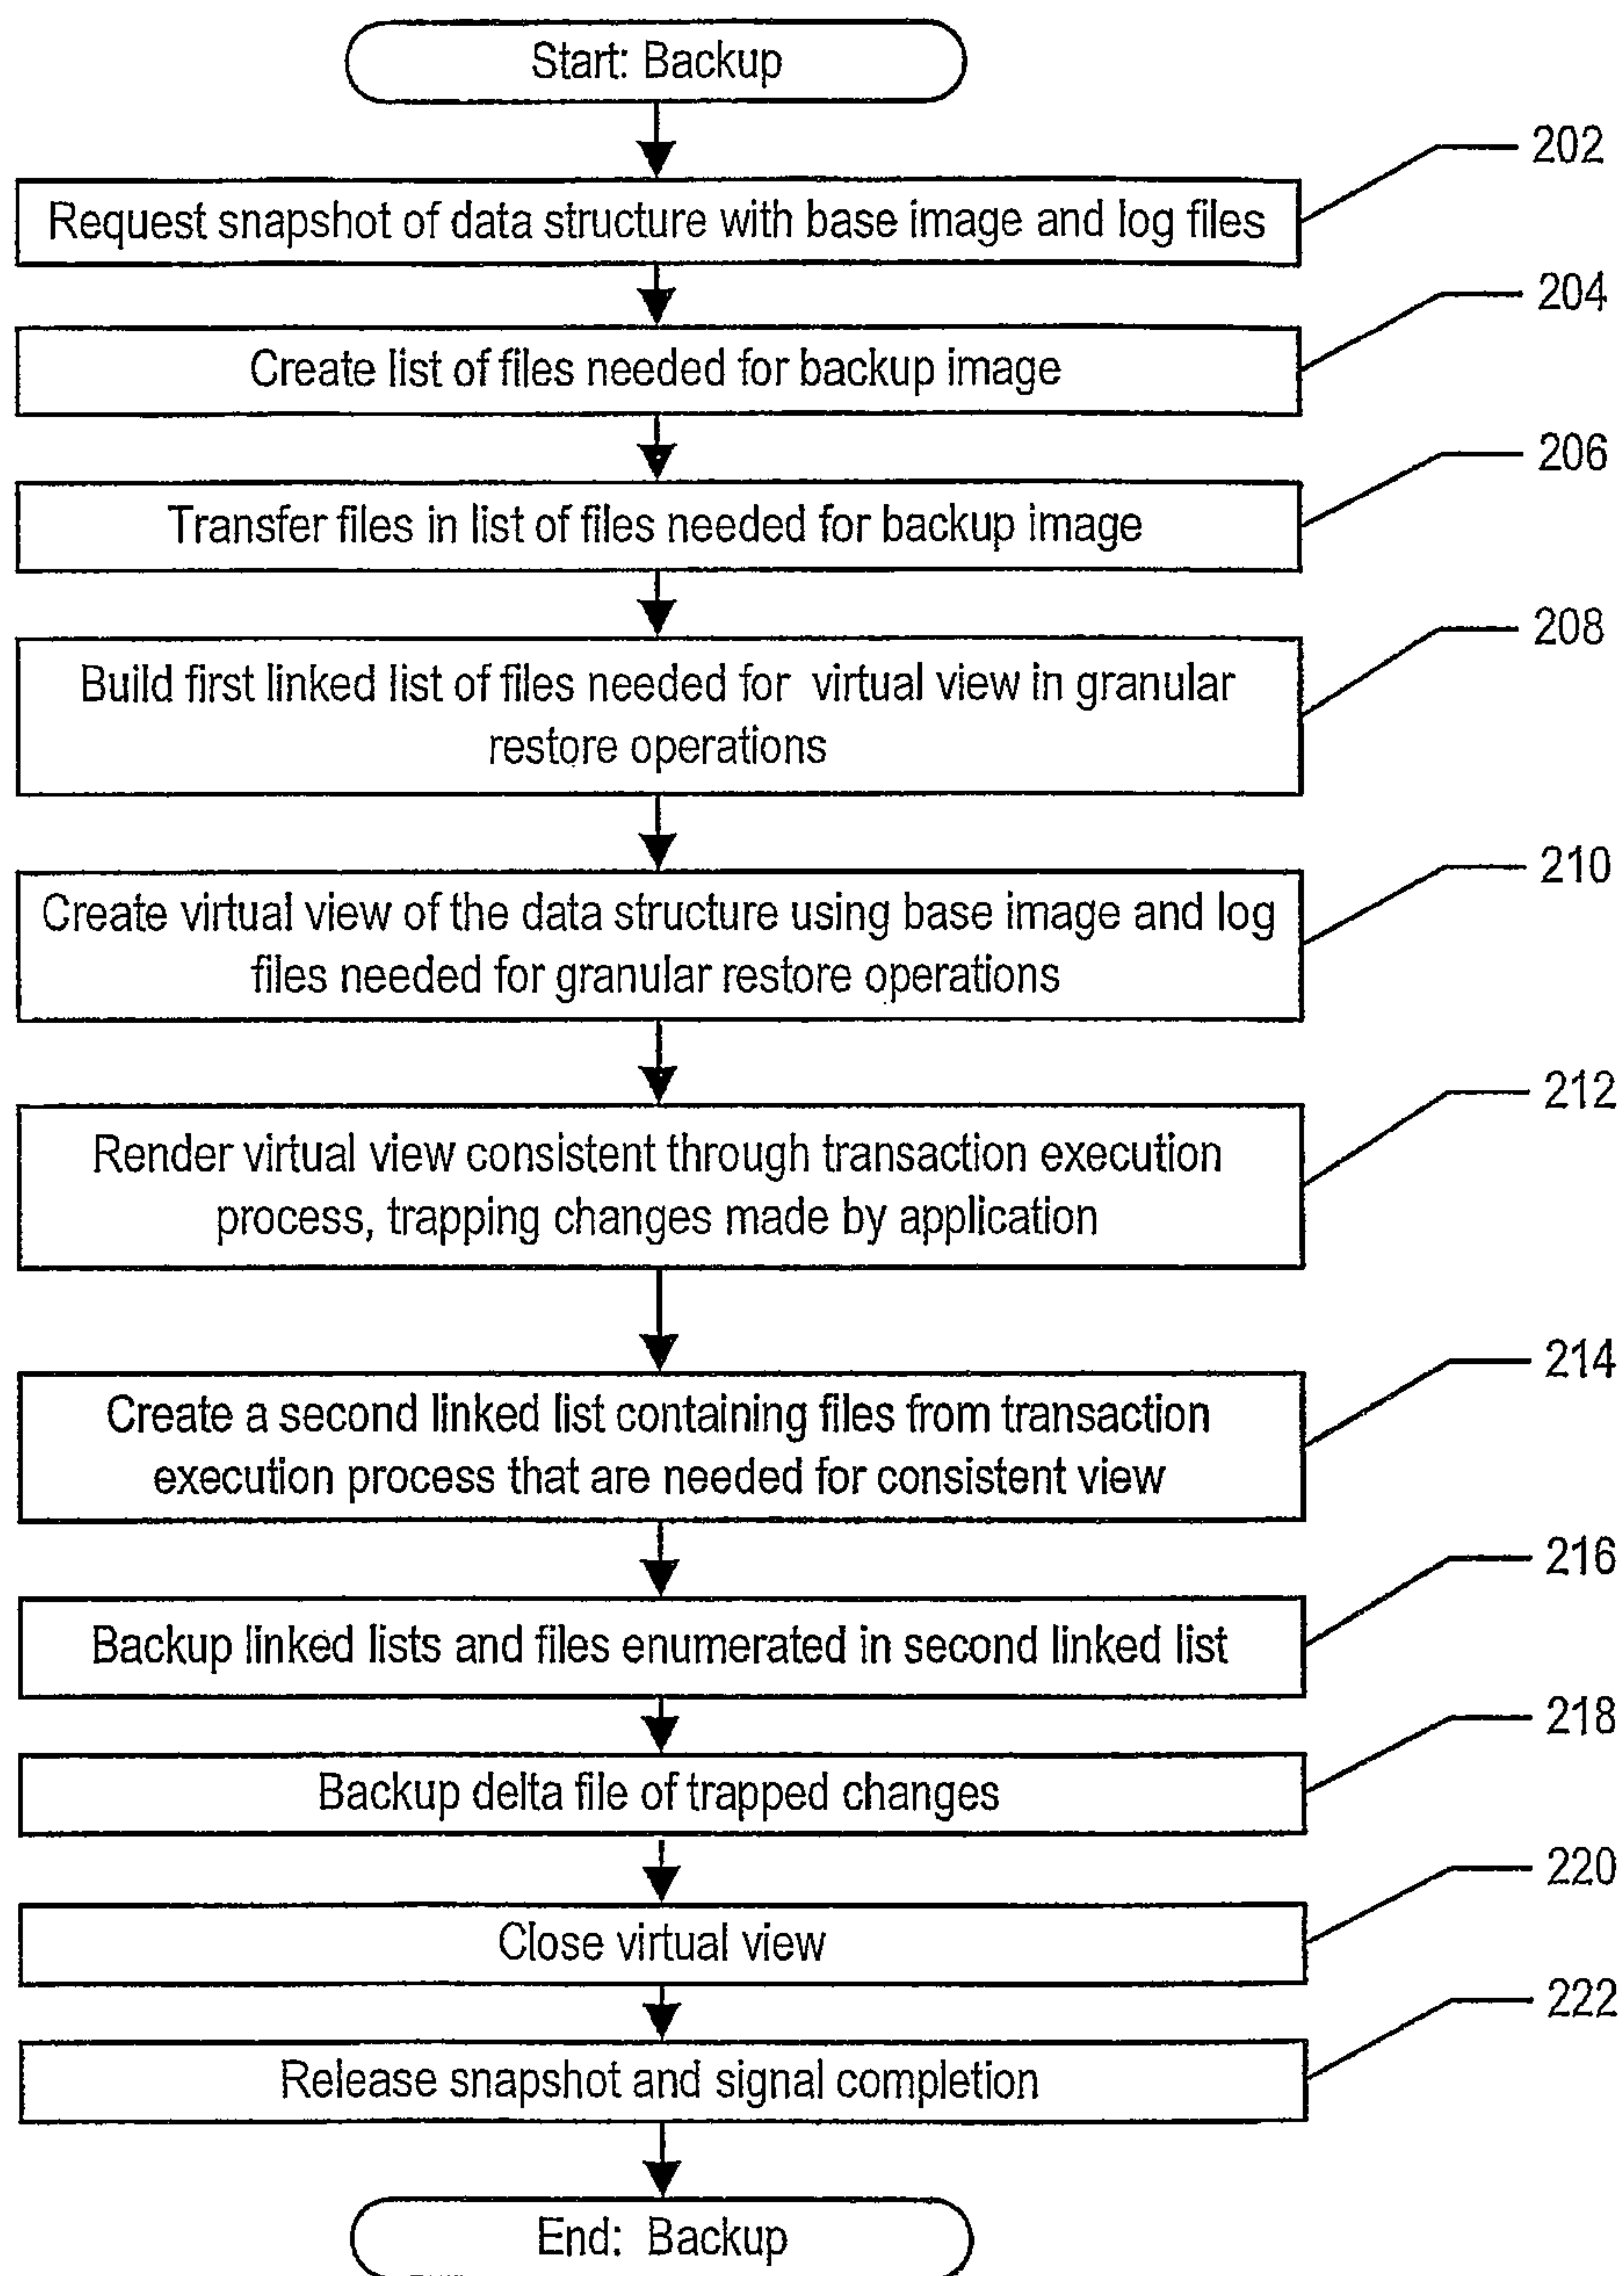 Start: Backup
202
Request snapshot of data structure with base image and log files
204
Create list of files needed for backup image
206
Transfer files in list of files needed for backup image
208
Build first linked list of files needed for virtual view in granular
restore operations
210
Create virtual view of the data structure using base image and log
files needed for granular restore operations
212
Render virtual view consistent through transaction execution
process, trapping changes made by application
214
Create a second linked list containing files from transaction
execution process that are needed for consistent view
216
Backup linked lists and files enumerated in second linked list
218
Backup delta file of trapped changes
220
Close virtual view
222
Release snapshot and signal completion
End: Backup